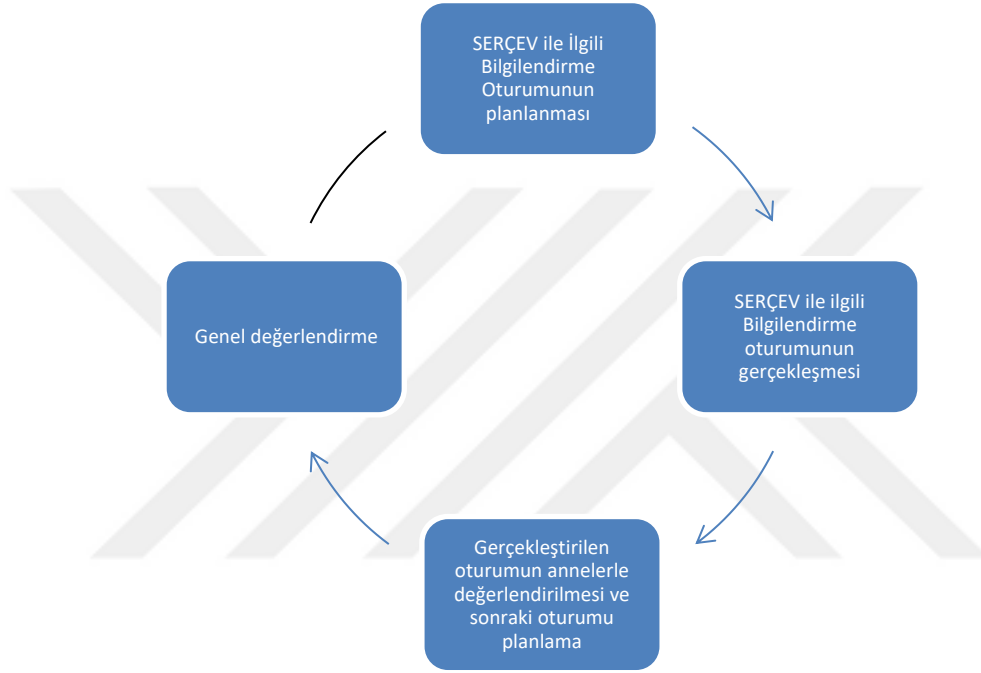 SERÇEV ile İlgili
Bilgilendirme
Oturumunun
planlanması
SERÇEV ile ilgili
Bilgilendirme
oturumunun
gerçekleşmesi
Gerçekleştirilen
oturumun annelerle
değerlendirilmesi ve
sonraki oturumu
planlama
Genel değerlendirme